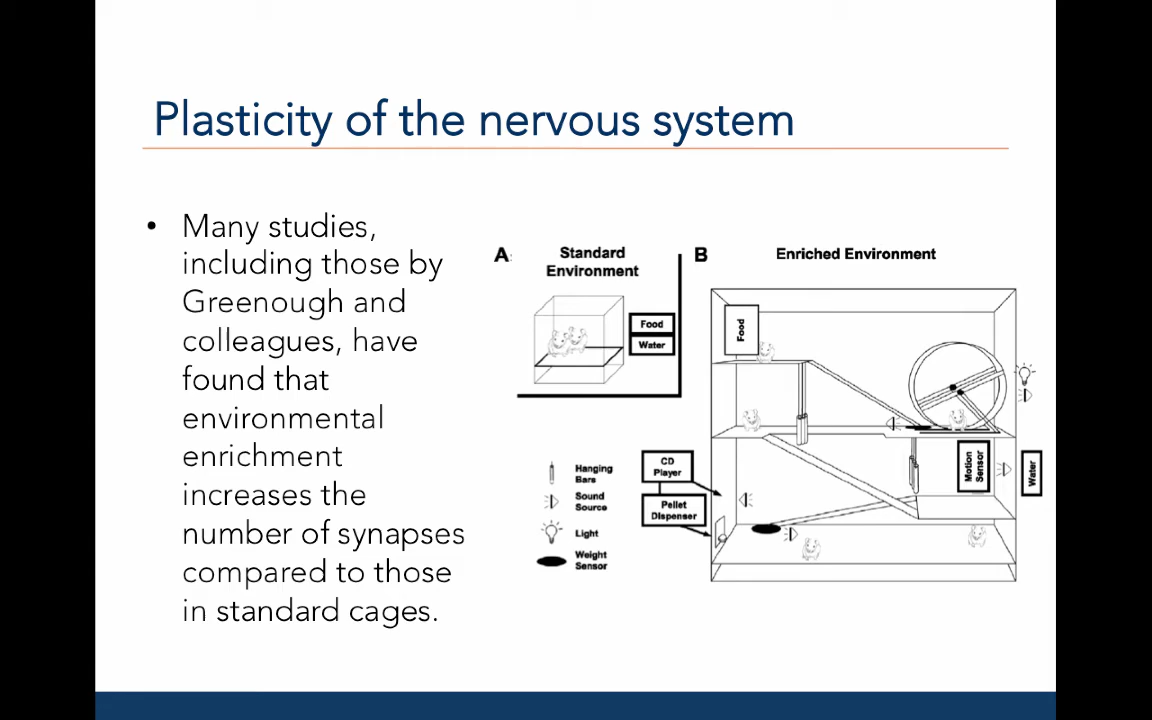 Plasticity of the nervous system
• Many studies,
including those by
Greenough and
colleagues, have
found that
environmental
enrichment
increases the
number of synapses
compared to those
in standard cages.
A
Standard
Environment
Food
Water
B
Enriched Environment
Food
Motion
Sensor
Water
CD
Player
Pellet
Dispenser
Hanging
Bars
Sound
Source
Light
Weight
Sensor